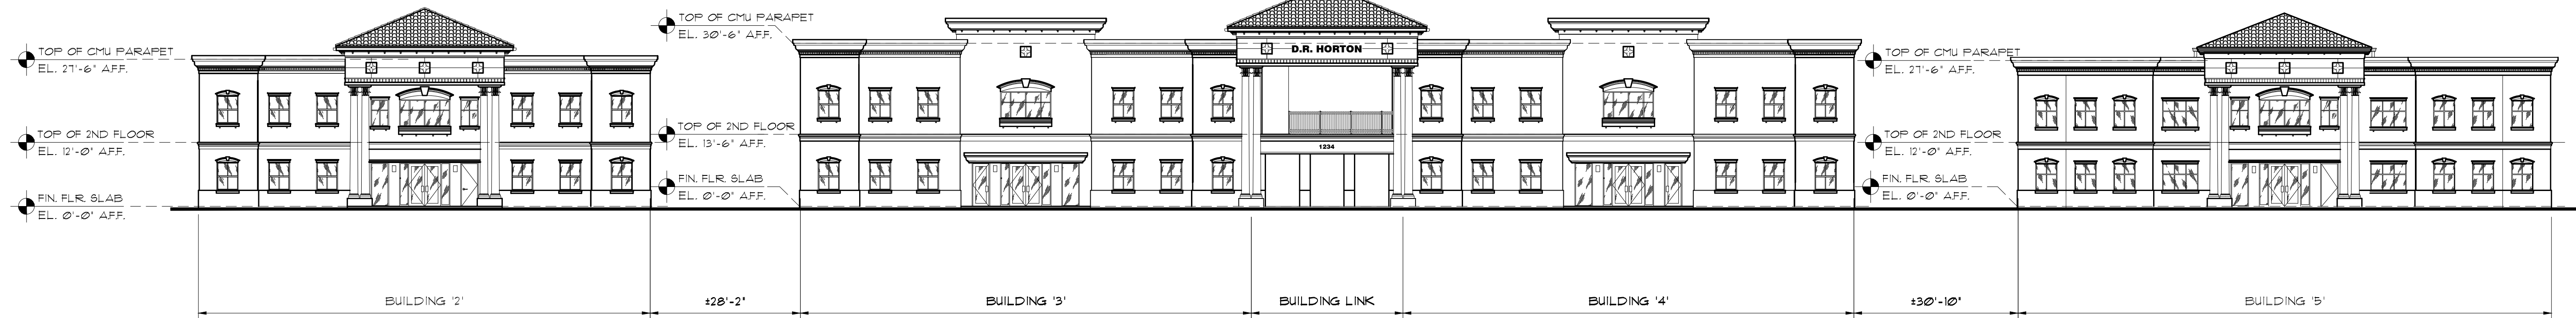 TOP OF CMU PARAPET
EL. 27'-6" A.F.F.
TOP OF 2ND FLOOR
EL. 12'-0" A.F.F.
FIN. FLR. SLAB
EL. 0'-0" A.F.F.
TOP OF CMU PARAPET
EL. 30'-6" A.F.F.
TOP OF 2ND FLOOR
EL. 13'-6" A.F.F.
FIN. FLR. SLAB
EL. 0'-0" A.F.F.
D.R. HORTON
1234
TOP OF CMU PARAPET
EL. 27'-6" A.F.F.
TOP OF 2ND FLOOR
EL. 12'-0" A.F.F.
FIN. FLR. SLAB
EL. 0'-0" A.F.F.
BUILDING '2'
±28'-2"
BUILDING '3'
BUILDING LINK
BUILDING '4'
±30'-10"
BUILDING '5'